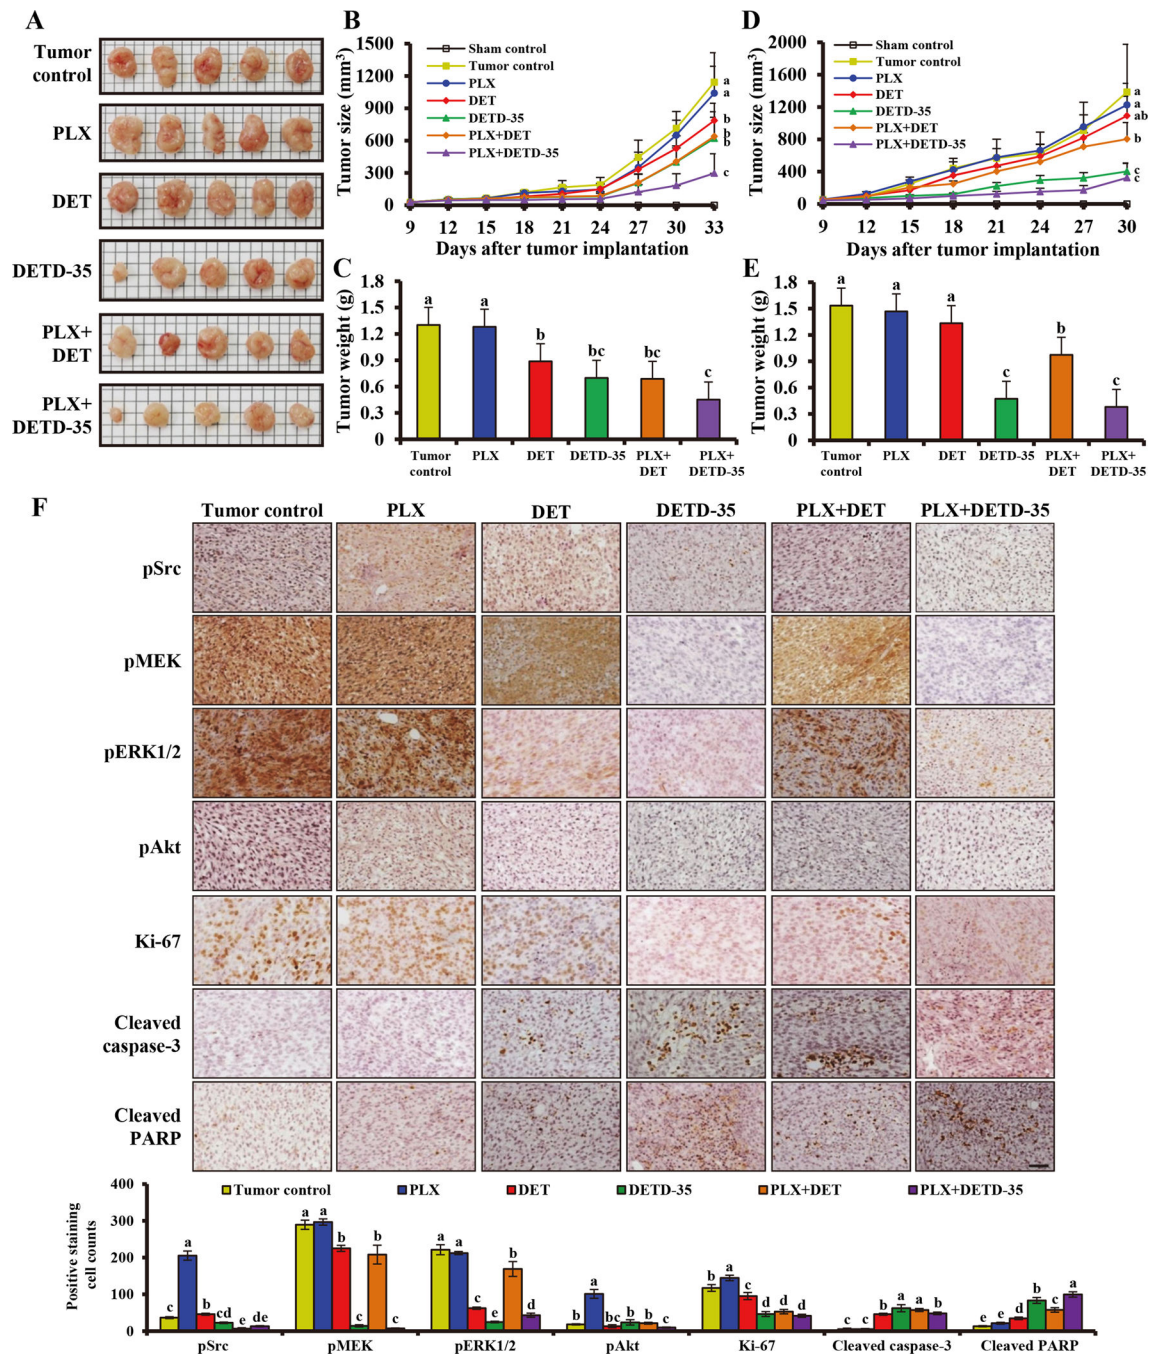 A
Tumor
control
PLX
DET
DETD-35
PLX+
DET
PLX+
DETD-35
B
Tumor size (mm³)
1500
1200
900
600
300
0
Sham control
Tumor control
PLX
DET
DETD-35
PLX+DET
PLX+DETD-35
a
a
b
b
b
c
9 12 15 18 21 24 27 30 33
Days after tumor implantation
D
Tumor size (mm³)
2000
1600
1200
800
400
0
Sham control
Tumor control
PLX
DET
DETD-35
PLX+DET
PLX+DETD-35
a
a
ab
b
c
c
9 12 15 18 21 24 27 30
Days after tumor implantation
C
Tumor weight (g)
1.8
1.5
1.2
0.9
0.6
0.3
0
a a b bc bc c
Tumor control PLX DET DETD-35 PLX+ DET PLX+ DETD-35
E
Tumor weight (g)
1.8
1.5
1.2
0.9
0.6
0.3
0
a a a c b c
Tumor control PLX DET DETD-35 PLX+ DET PLX+ DETD-35
F
Tumor control PLX DET DETD-35 PLX+DET PLX+DETD-35
pSrc
pMEK
pERK1/2
pAkt
Ki-67
Cleaved
caspase-3
Cleaved
PARP
Tumor control PLX DET DETD-35 PLX+DET PLX+DETD-35
Positive staining
cell counts
400
300
200
100
0
c a b cd e de
a a b c b c
a a c e b d
b a bc b b c
b a c d d d
c c b a a b
e e d b c a
pSrc pMEK pERK1/2 pAkt Ki-67 Cleaved caspase-3 Cleaved PARP